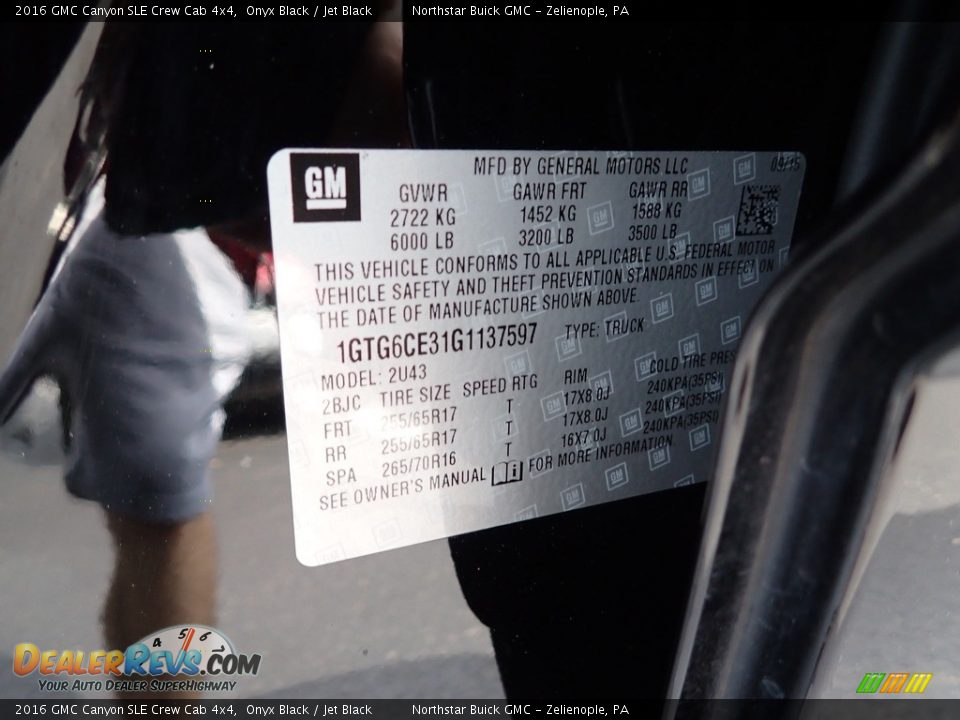 2016 GMC Canyon SLE Crew Cab 4x4, Onyx Black / Jet Black Northstar Buick GMC - Zelienople, PA
GM MFD BY GENERAL MOTORS LLC 09/15
GVWR GAWR FRT GAWR RR
2722 KG 1452 KG 1588 KG
6000 LB 3200 LB 3500 LB
THIS VEHICLE CONFORMS TO ALL APPLICABLE U.S. FEDERAL MOTOR
VEHICLE SAFETY AND THEFT PREVENTION STANDARDS IN EFFECT ON
THE DATE OF MANUFACTURE SHOWN ABOVE.
1GTG6CE31G1137597 TYPE: TRUCK
MODEL: 2U43
2BJC TIRE SIZE SPEED RTG RIM COLD TIRE PRES
FRT 255/65R17 T 17X8.0J 240KPA(35PSI)
RR 255/65R17 T 17X8.0J 240KPA(35PSI)
SPA 265/70R16 T 16X7.0J 240KPA(35PSI)
SEE OWNER'S MANUAL i FOR MORE INFORMATION
4 5 6 7
DEALERREVS.COM
Your Auto Dealer SuperHighway
2016 GMC Canyon SLE Crew Cab 4x4, Onyx Black / Jet Black Northstar Buick GMC - Zelienople, PA